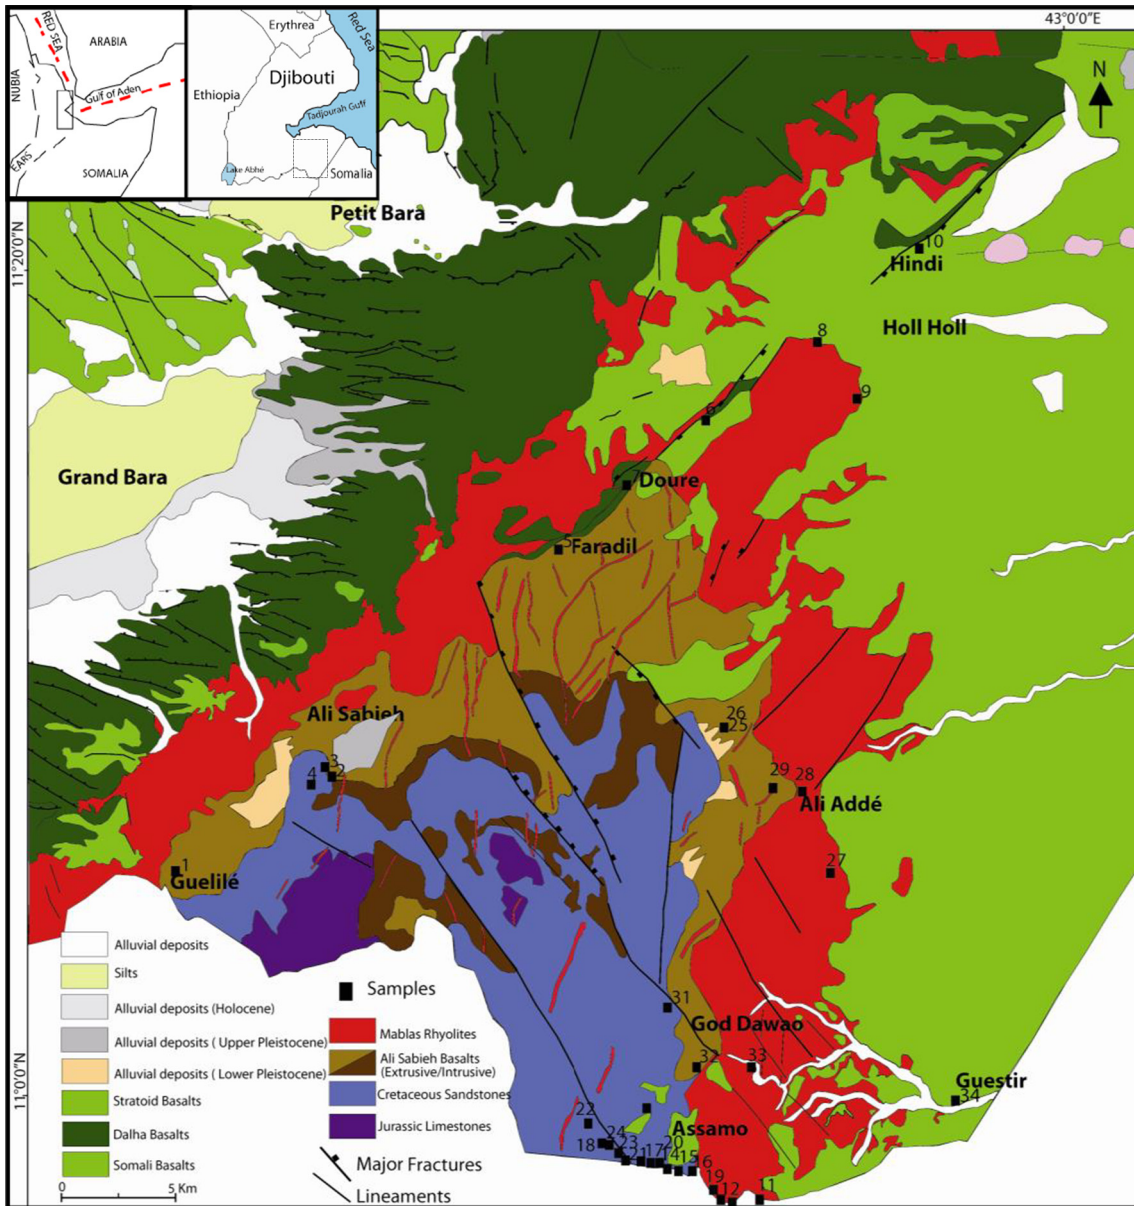 43°0'0"E
RED SEA
ARABIA
NUBIA
Gulf of Aden
EARS
SOMALIA
Erythrea
Red Sea
Djibouti
Ethiopia
Tadjourah Gulf
Lake Abhé
Somalia
N
Petit Bara
11°20'0"N
10
Hindi
Holl Holl
8
9
6
Grand Bara
7
Doure
5
Faradil
Ali Sabieh
26
25
3
2
4
29
28
Ali Addé
27
1
Guelilé
31
God Dawao
32
33
Guestir
34
11°0'0"N
22
Assamo
24
18
23
20
21
17
14
15
16
19
12
11
Alluvial deposits
Silts
Alluvial deposits (Holocene)
Alluvial deposits ( Upper Pleistocene)
Alluvial deposits ( Lower Pleistocene)
Stratoid Basalts
Dalha Basalts
Somali Basalts
0
5 Km
Samples
Mablas Rhyolites
Ali Sabieh Basalts
(Extrusive/Intrusive)
Cretaceous Sandstones
Jurassic Limestones
Major Fractures
Lineaments